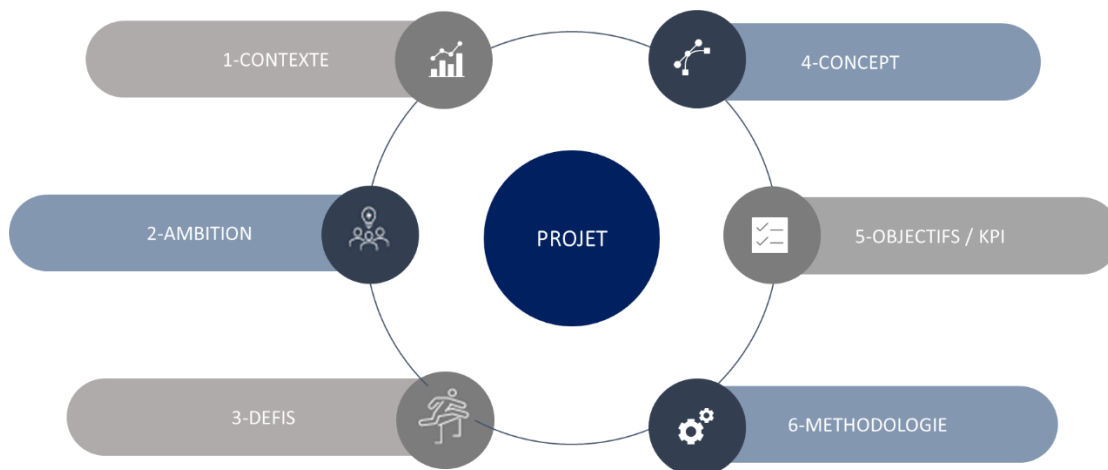 1-CONTEXTE
2-AMBITION
3-DEFIS
PROJET
4-CONCEPT
5-OBJECTIFS / KPI
6-METHODOLOGIE